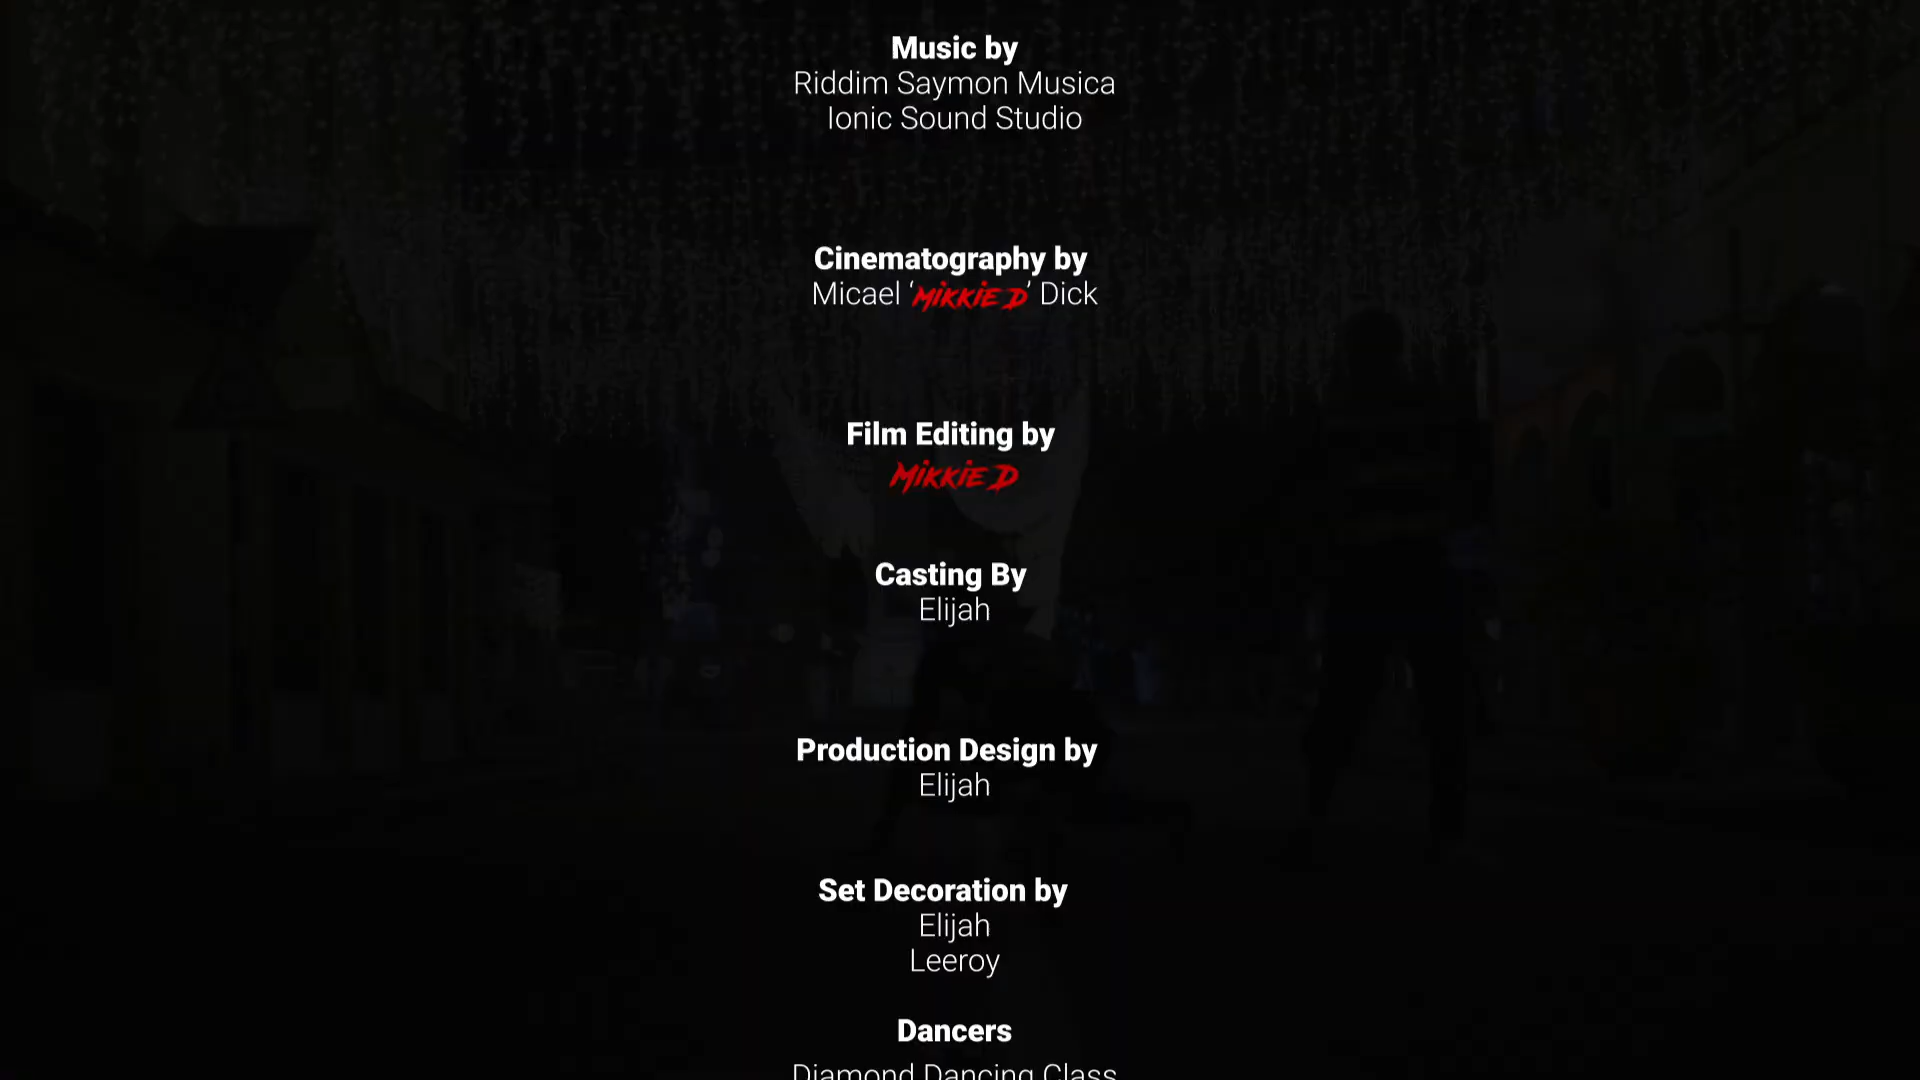 Music by
Riddim Saymon Musica
Ionic Sound Studio
Cinematography by
Micael ‘Mikkie D’ Dick
Film Editing by
Mikkie D
Casting By
Elijah
Production Design by
Elijah
Set Decoration by
Elijah
Leeroy
Dancers
Diamond Dancing Class